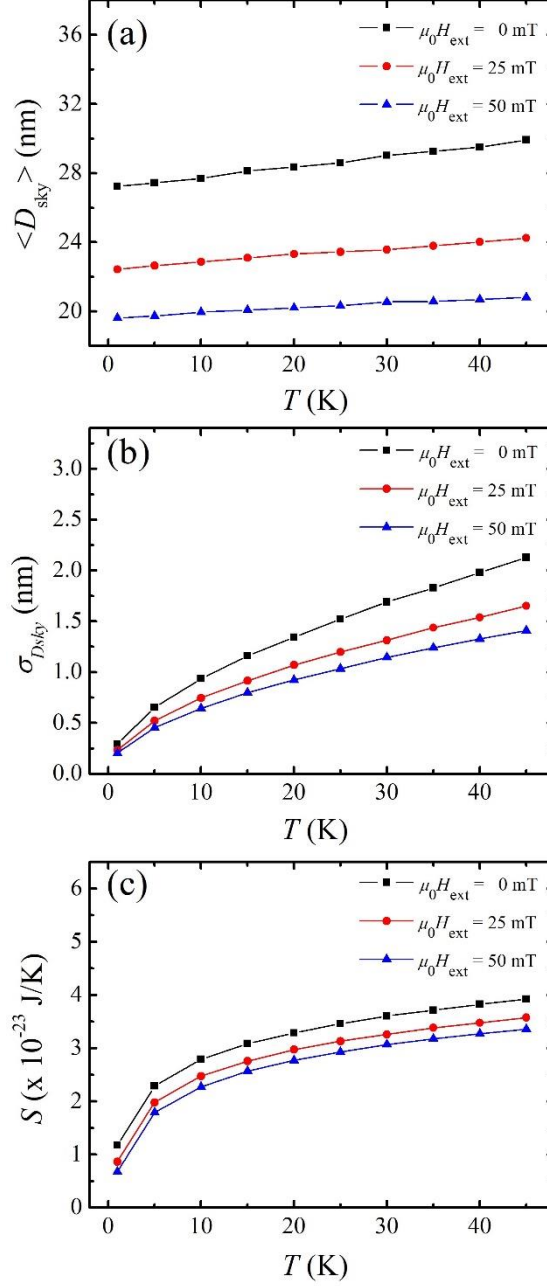 (a)
μ₀Hext = 0 mT
μ₀Hext = 25 mT
μ₀Hext = 50 mT
36
32
28
24
20
<Dsky> (nm)
0 10 20 30 40
T (K)
(b)
μ₀Hext = 0 mT
μ₀Hext = 25 mT
μ₀Hext = 50 mT
3.0
2.5
2.0
1.5
1.0
0.5
0.0
σDsky (nm)
0 10 20 30 40
T (K)
(c)
μ₀Hext = 0 mT
μ₀Hext = 25 mT
μ₀Hext = 50 mT
6
5
4
3
2
1
0
S (x 10⁻²³ J/K)
0 10 20 30 40
T (K)